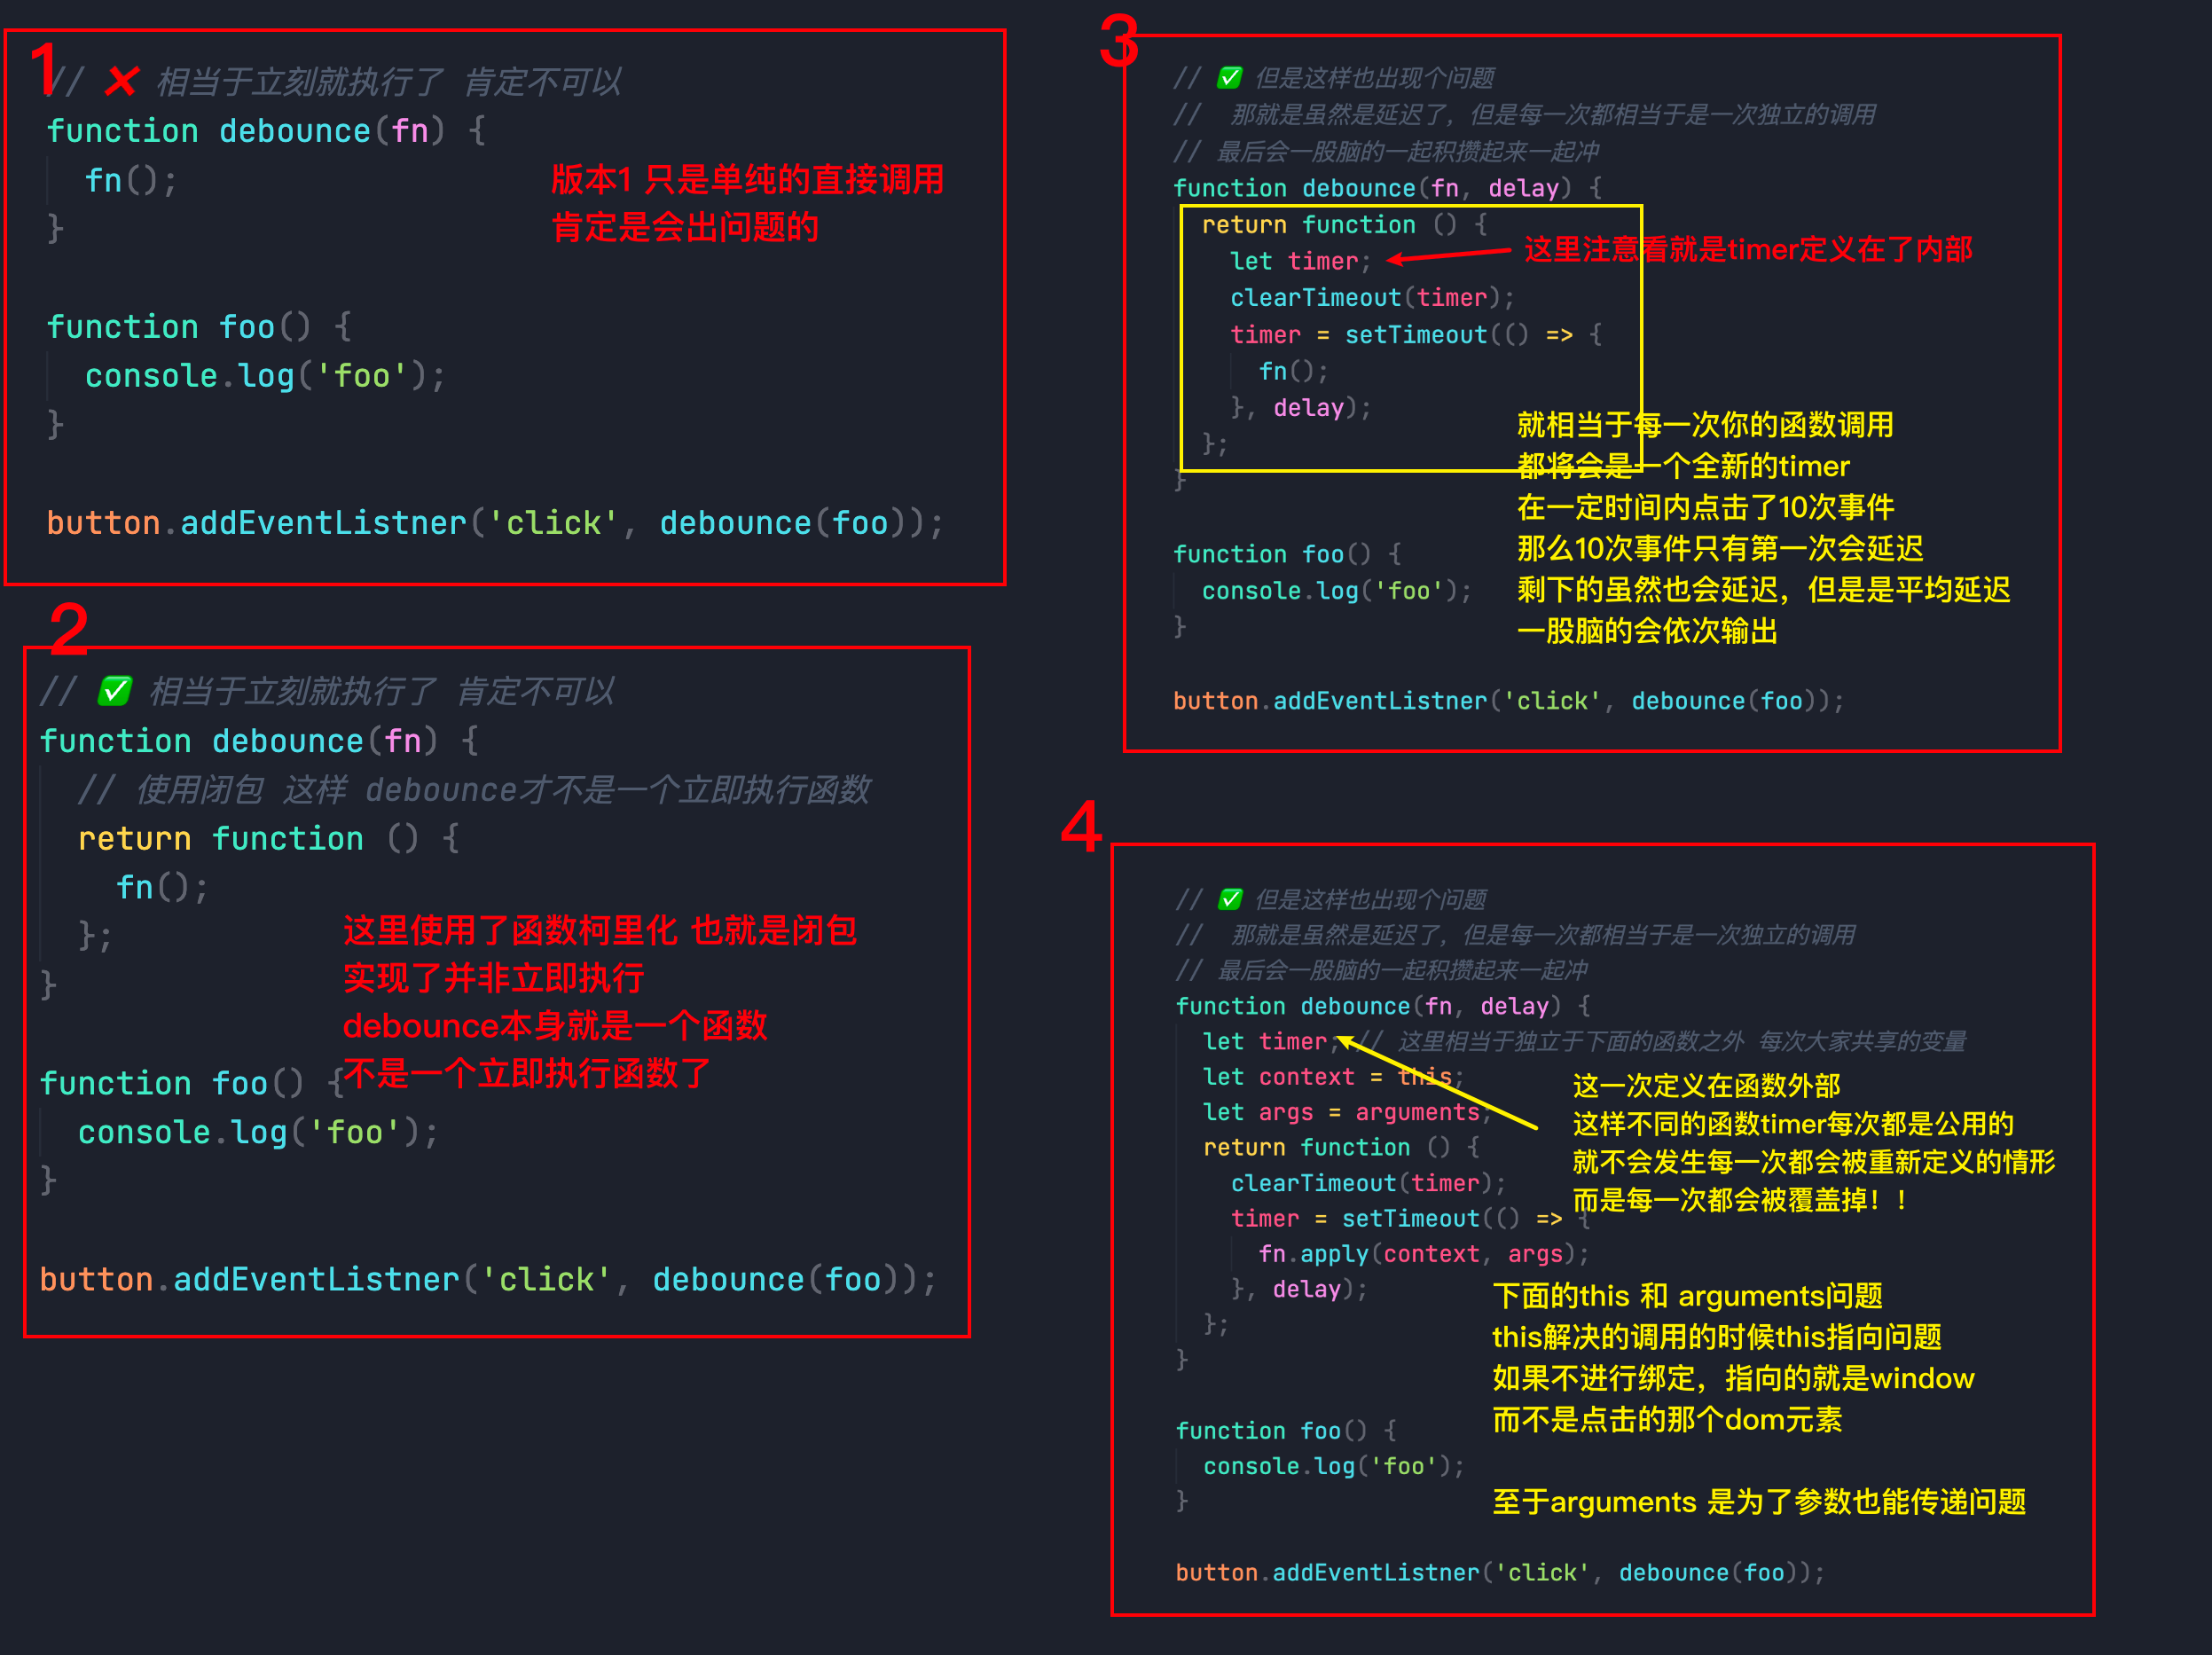 1
// ❌ 相当于立刻就执行了 肯定不可以
function debounce(fn) {
  fn();
}
版本1 只是单纯的直接调用
肯定是会出问题的
function foo() {
  console.log('foo');
}
button.addEventListner('click', debounce(foo));
2
// ✅ 相当于立刻就执行了 肯定不可以
function debounce(fn) {
  // 使用闭包 这样 debounce才不是一个立即执行函数
  return function () {
    fn();
  };
}
这里使用了函数柯里化 也就是闭包
实现了并非立即执行
debounce本身就是一个函数
不是一个立即执行函数了
function foo() {
  console.log('foo');
}
button.addEventListner('click', debounce(foo));
3
// ✅ 但是这样也出现个问题
//  那就是虽然是延迟了，但是每一次都相当于是一次独立的调用
// 最后会一股脑的一起积攒起来一起冲
function debounce(fn, delay) {
  return function () {
    let timer;
    clearTimeout(timer);
    timer = setTimeout(() => {
      fn();
    }, delay);
  };
}
这里注意看就是timer定义在了内部
就相当于每一次你的函数调用
都将会是一个全新的timer
在一定时间内点击了10次事件
那么10次事件只有第一次会延迟
剩下的虽然也会延迟，但是是平均延迟
一股脑的会依次输出
function foo() {
  console.log('foo');
}
button.addEventListner('click', debounce(foo));
4
// ✅ 但是这样也出现个问题
//  那就是虽然是延迟了，但是每一次都相当于是一次独立的调用
// 最后会一股脑的一起积攒起来一起冲
function debounce(fn, delay) {
  let timer; // 这里相当于独立于下面的函数之外 每次大家共享的变量
  let context = this;
  let args = arguments;
  return function () {
    clearTimeout(timer);
    timer = setTimeout(() => {
      fn.apply(context, args);
    }, delay);
  };
}
这一次定义在函数外部
这样不同的函数timer每次都是公用的
就不会发生每一次都会被重新定义的情形
而是每一次都会被覆盖掉！！
下面的this 和 arguments问题
this解决的调用的时候this指向问题
如果不进行绑定，指向的就是window
而不是点击的那个dom元素
至于arguments 是为了参数也能传递问题
function foo() {
  console.log('foo');
}
button.addEventListner('click', debounce(foo));